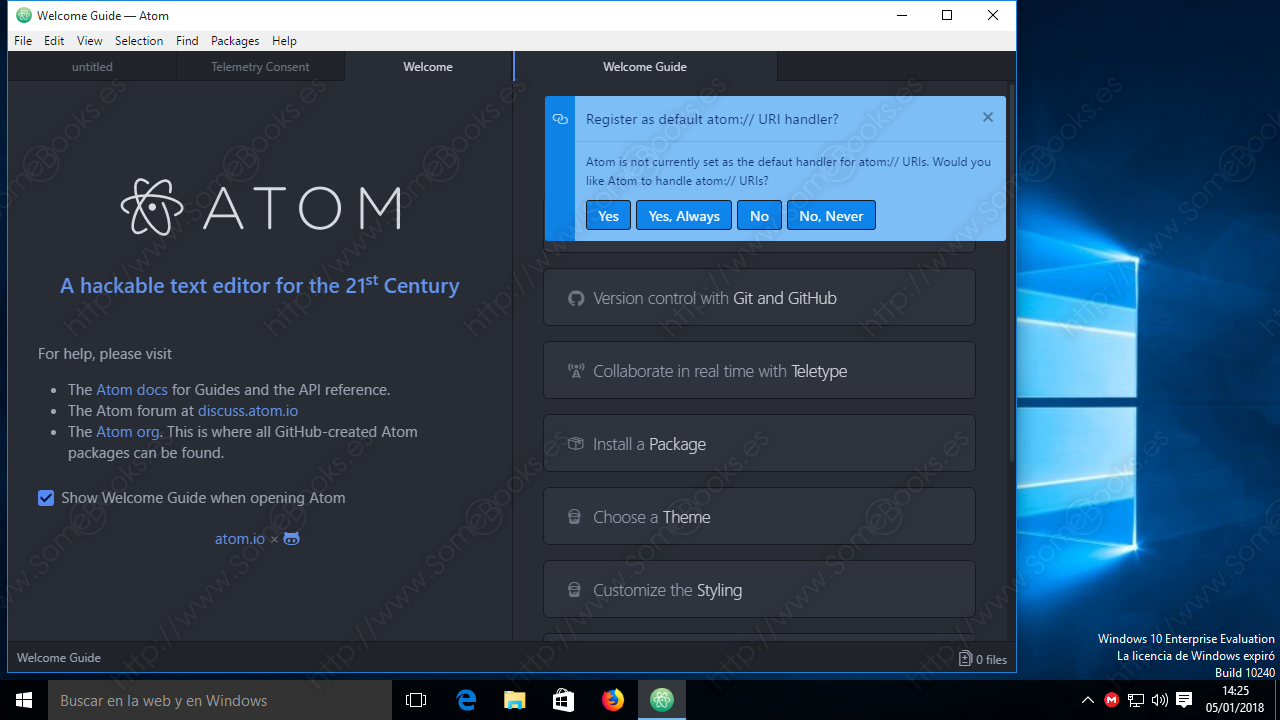 Welcome Guide — Atom
File Edit View Selection Find Packages Help
untitled Telemetry Consent Welcome Welcome Guide
ATOM
A hackable text editor for the 21st Century
For help, please visit
• The Atom docs for Guides and the API reference.
• The Atom forum at discuss.atom.io
• The Atom org. This is where all GitHub-created Atom
packages can be found.
Show Welcome Guide when opening Atom
atom.io ×
Register as default atom:// URI handler?
Atom is not currently set as the defaut handler for atom:// URIs. Would you
like Atom to handle atom:// URIs?
Yes Yes, Always No No, Never
Version control with Git and GitHub
Collaborate in real time with Teletype
Install a Package
Choose a Theme
Customize the Styling
Welcome Guide 0 files
Windows 10 Enterprise Evaluation
La licencia de Windows expiró
Build 10240
Buscar en la web y en Windows
14:25
05/01/2018
http://www.SomeBooks.es